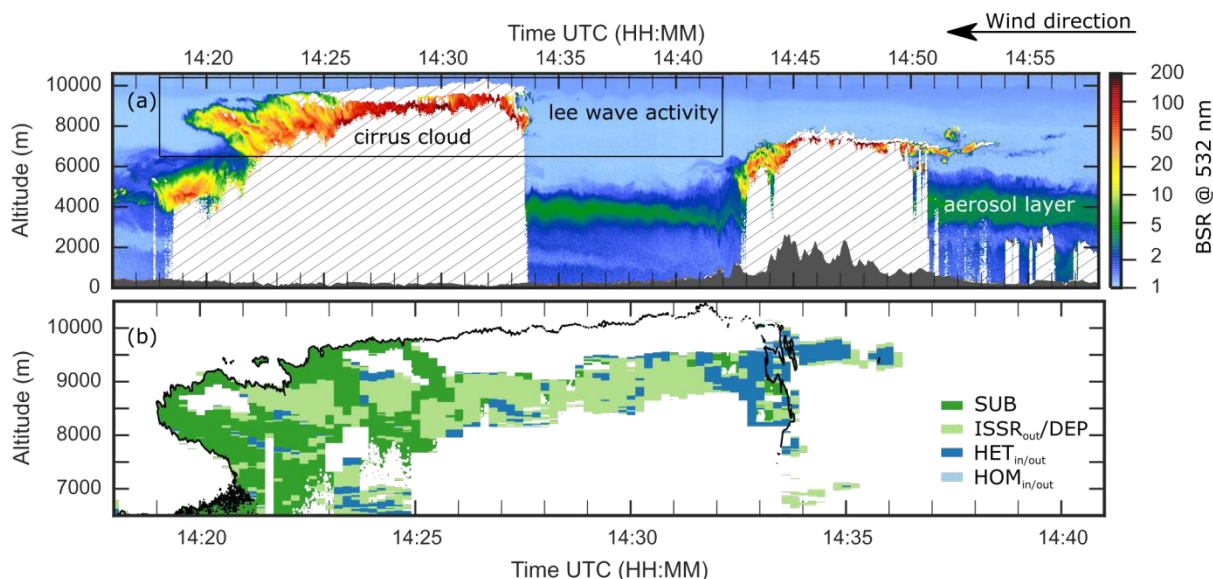 Wind direction
Time UTC (HH:MM)
14:20 14:25 14:30 14:35 14:40 14:45 14:50 14:55
(a)
10000
8000
6000
4000
2000
0
Altitude (m)
cirrus cloud
lee wave activity
aerosol layer
200
100
50
20
10
5
2
1
BSR @ 532 nm
(b)
10000
9000
8000
7000
Altitude (m)
SUB
ISSRout/DEP
HETin/out
HOMin/out
14:20 14:25 14:30 14:35 14:40
Time UTC (HH:MM)